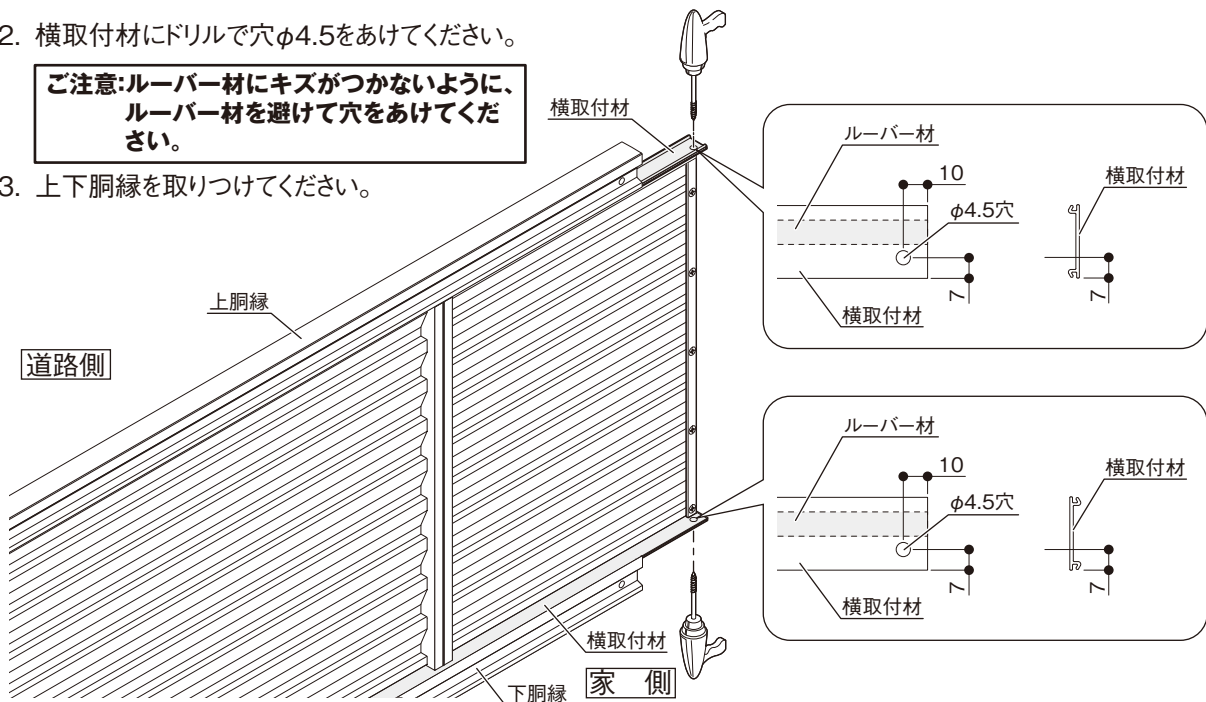 2. 横取付材にドリルで穴φ4.5をあけてください。
ご注意:ルーバー材にキズがつかないように、
ルーバー材を避けて穴をあけてくだ
さい。
3. 上下胴縁を取りつけてください。
横取付材
上胴縁
道路側
横取付材
下胴縁
家 側
ルーバー材
10
φ4.5穴
7
横取付材
横取付材
7
ルーバー材
10
φ4.5穴
7
横取付材
横取付材
7